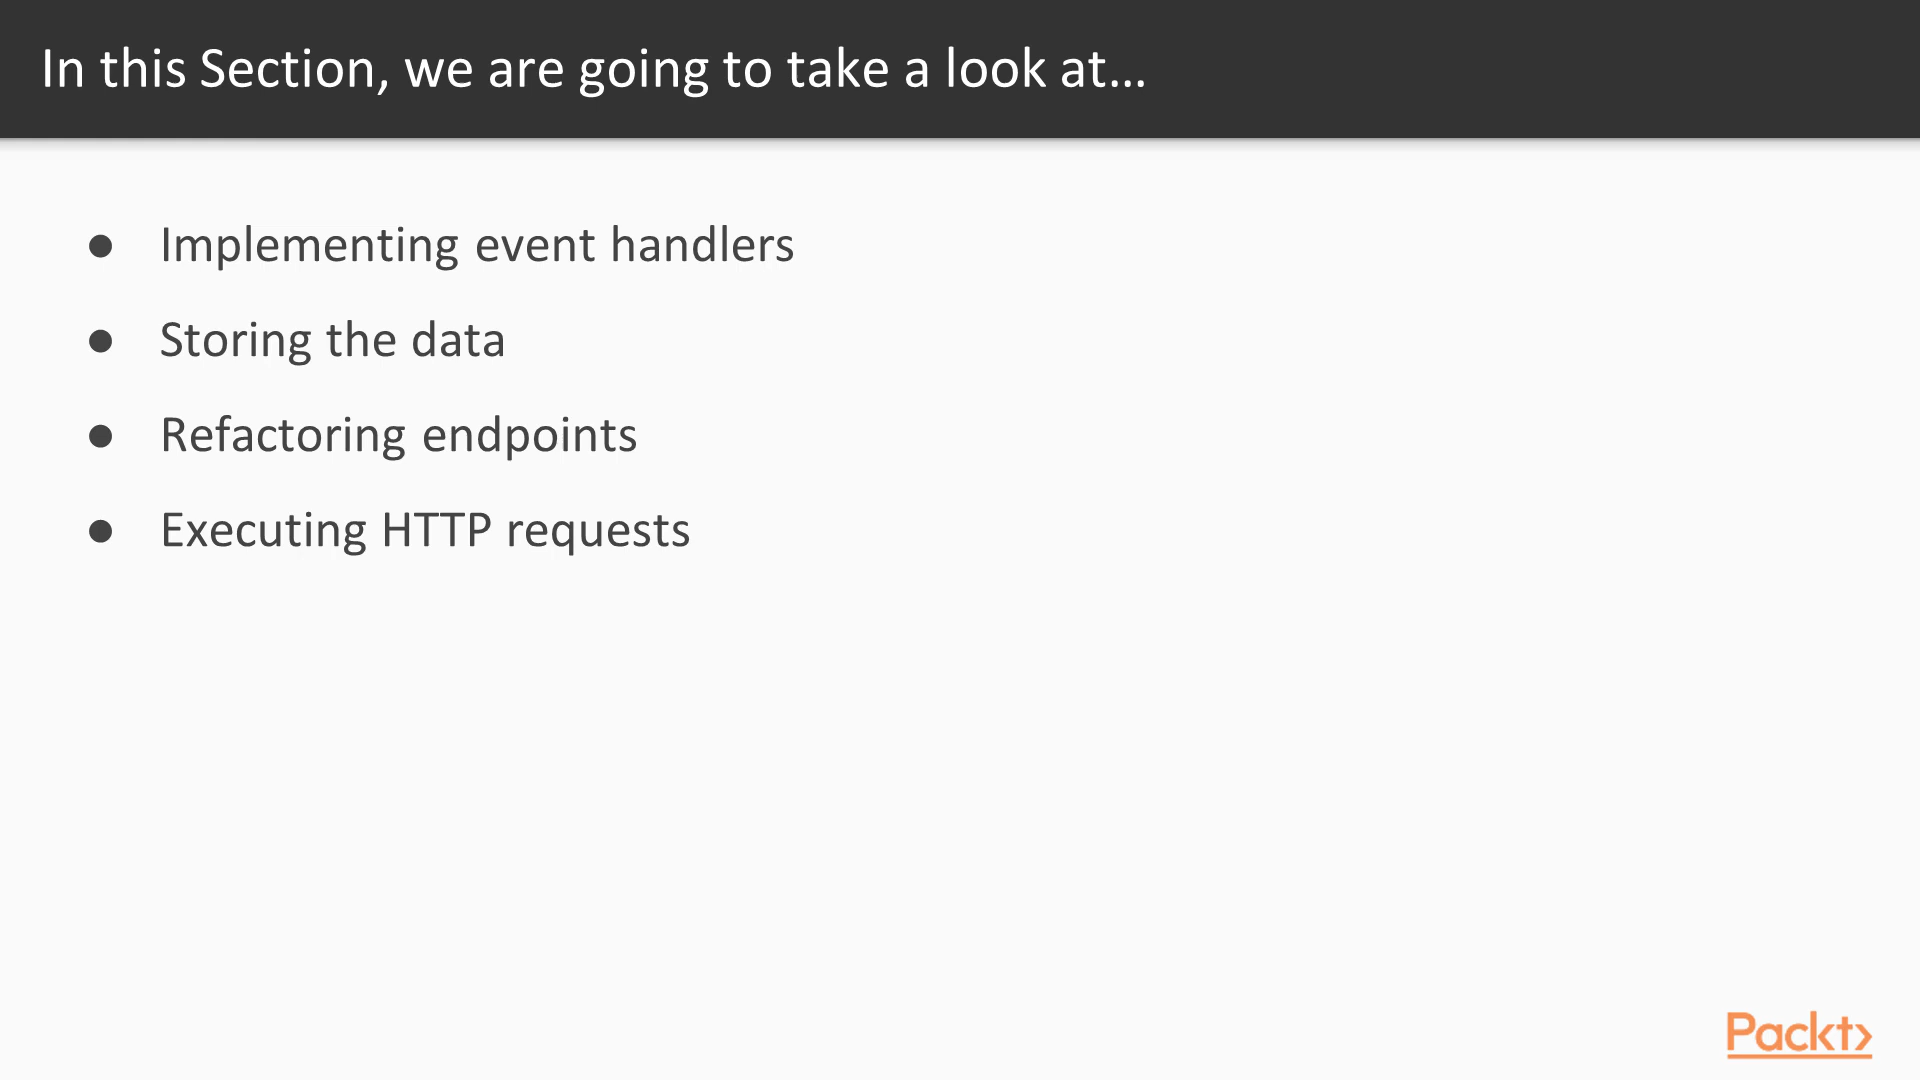 In this Section, we are going to take a look at…
● Implementing event handlers
● Storing the data
● Refactoring endpoints
● Executing HTTP requests
Packt>